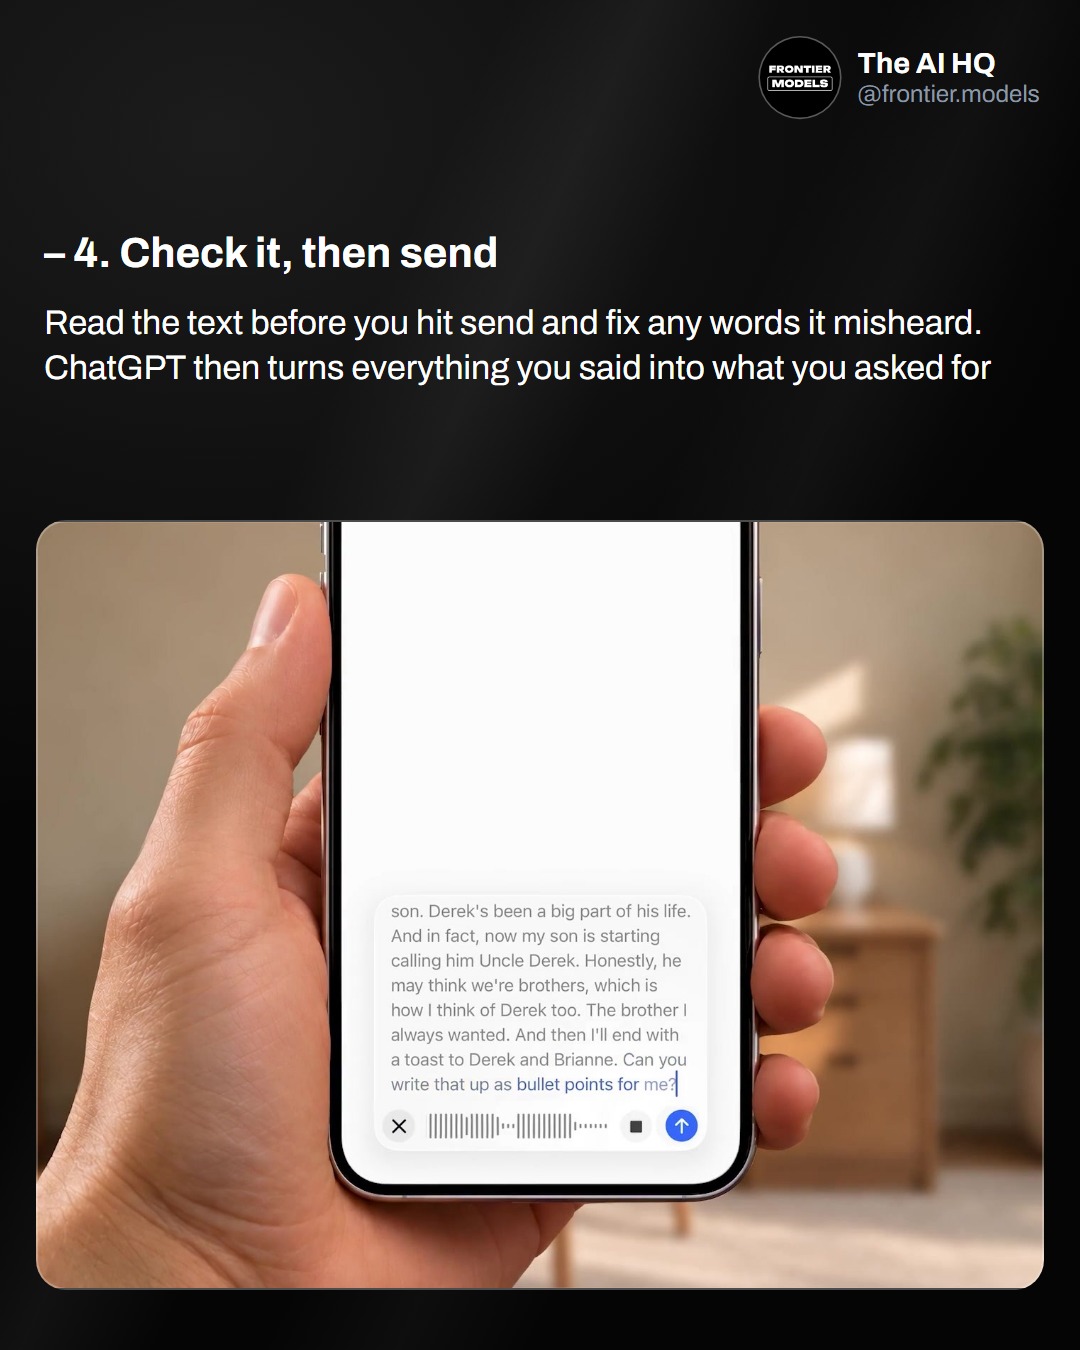 FRONTIER
MODELS
The AI HQ
@frontier.models
– 4. Check it, then send
Read the text before you hit send and fix any words it misheard.
ChatGPT then turns everything you said into what you asked for
son. Derek's been a big part of his life.
And in fact, now my son is starting
calling him Uncle Derek. Honestly, he
may think we're brothers, which is
how I think of Derek too. The brother I
always wanted. And then I'll end with
a toast to Derek and Brianne. Can you
write that up as bullet points for me?